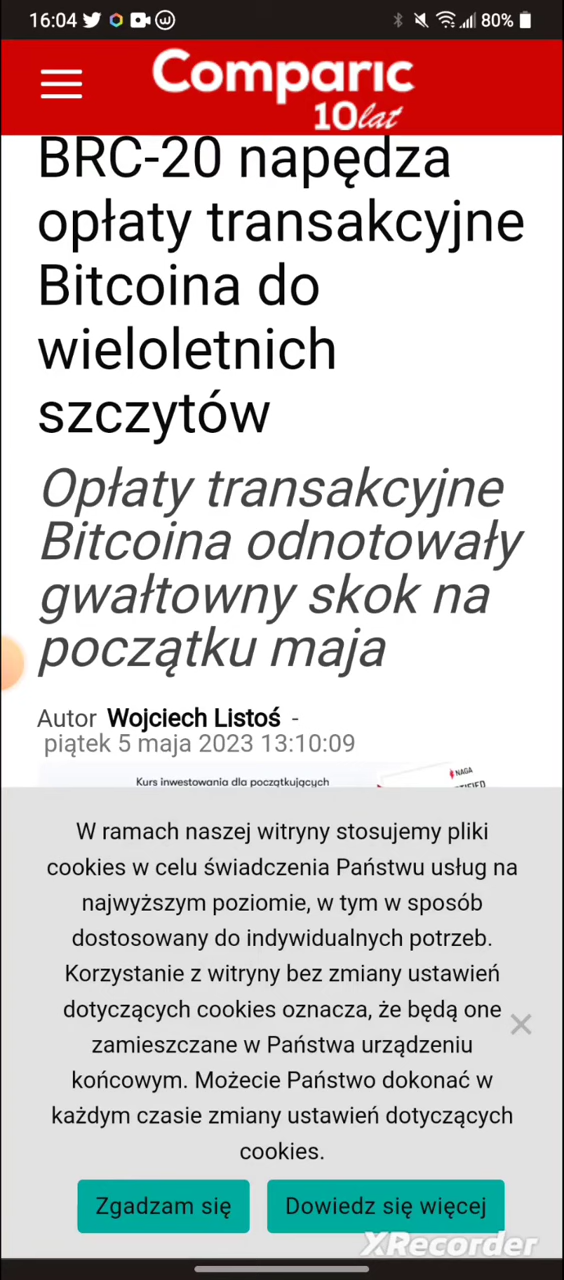 16:04 80%
Comparic
10lat
BRC-20 napędza
opłaty transakcyjne
Bitcoina do
wieloletnich
szczytów
Opłaty transakcyjne
Bitcoina odnotowały
gwałtowny skok na
początku maja
Autor Wojciech Listoś -
piątek 5 maja 2023 13:10:09
Kurs inwestowania dla początkujących
NAGA
W ramach naszej witryny stosujemy pliki
cookies w celu świadczenia Państwu usług na
najwyższym poziomie, w tym w sposób
dostosowany do indywidualnych potrzeb.
Korzystanie z witryny bez zmiany ustawień
dotyczących cookies oznacza, że będą one
zamieszczane w Państwa urządzeniu
końcowym. Możecie Państwo dokonać w
każdym czasie zmiany ustawień dotyczących
cookies.
Zgadzam się
Dowiedz się więcej
XRecorder